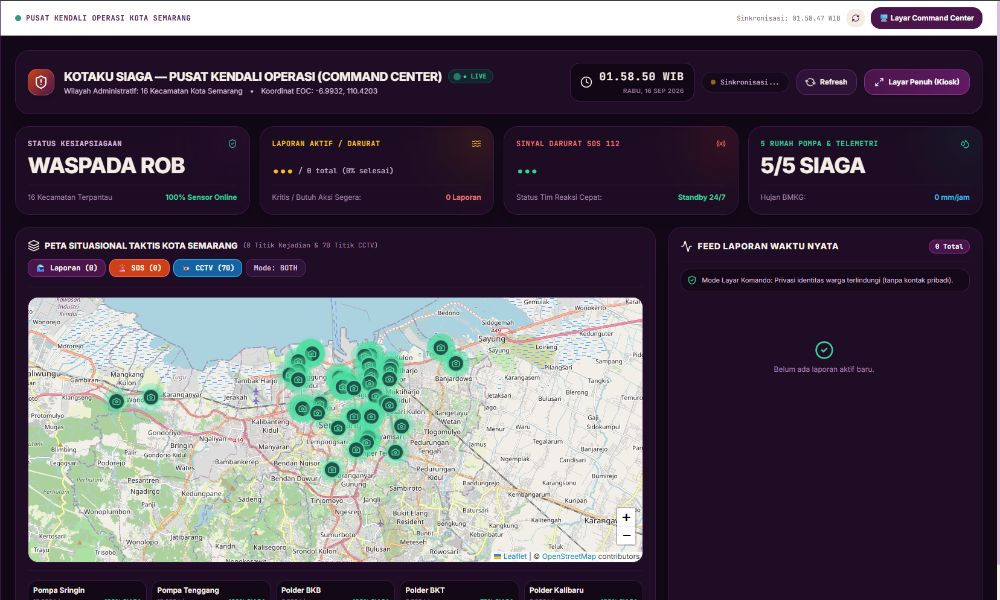 PUSAT KENDALI OPERASI KOTA SEMARANG
Sinkronisasi: 01.58.47 WIB
Layar Command Center
KOTAKU SIAGA — PUSAT KENDALI OPERASI (COMMAND CENTER)
LIVE
Wilayah Administratif: 16 Kecamatan Kota Semarang • Koordinat EOC: -6.9932, 110.4203
01.58.50 WIB
RABU, 16 SEP 2026
Sinkronisasi...
Refresh
Layar Penuh (Kiosk)
STATUS KESIAPSIAGAAN
WASPADA ROB
16 Kecamatan Terpantau
100% Sensor Online
LAPORAN AKTIF / DARURAT
... / 0 total (0% selesai)
Kritis / Butuh Aksi Segera:
0 Laporan
SINYAL DARURAT SOS 112
...
Status Tim Reaksi Cepat:
Standby 24/7
5 RUMAH POMPA & TELEMETRI
5/5 SIAGA
Hujan BMKG:
0 mm/jam
PETA SITUASIONAL TAKTIS KOTA SEMARANG (0 Titik Kejadian & 70 Titik CCTV)
Laporan (0)
SOS (0)
CCTV (70)
Mode: BOTH
Kawasan
Industri
Kendal
Wonorejo
Mororejo
Mangkang
Kulon
Tugu
Gambiran
Klangseng
Karanganyar
Tambak Harjo
Jerakah
Protomulyo
Mugas
Gondoriyo
Ngaliyan
419
Kalibanteng
Kidul
Bringin
Blimbing
Palir
Gondorio Kidul
Manyaran
Lempongsari
Podorejo
Wates
Bambankerep
Bendan Ngisor
Perhutani
Pesantren
Bendan Duwur
Gunung
Perhutani
Ngadirgo
Kedungpane
Sadeng
Tinjomoyo
Jangli
Sambiroto
Panji
Wonoplumbon
Ngesrep
Bukit Elang
Resident
Kertosari
Jatibarang
Sumurboto
Buntit
Meteseh
Wonolopo
Kandri
Kalisegoro
Srondol Kulon
Bulusan
Rowosari
Trayu
Trisobo
Bedono
Gemulak
Wonokerto
Sidogemah
449
Kedunguter
Sayung
Sayung
Loireng
Sampang
Pilangsari
Banjardowo
Tangkis
Muktiharjo
Kidul
Jetaksari
Blerong
Bulusari
Jago
Bangetayu
Wetan
Gaji
Sidokumpul
Tlogomulyo
Menur
Waru
Pedurungan
Tengah
Jamus
Tegalarum
Banjarejo
Ngemplak
Candisari
Pedurungan
Kidul
Bumirejo
Bandungrejo
Karangsono
Kembangarum
Batursari
Kuripan
Bengkung
Kangkung
Kalitengah
Kebonbatur
Teluk
+
−
Leaflet | © OpenStreetMap contributors
Pompa Sringin
Pompa Tenggang
Polder BKB
Polder BKT
Polder Kalibaru
FEED LAPORAN WAKTU NYATA
0 Total
Mode Layar Komando: Privasi identitas warga terlindungi (tanpa kontak pribadi).
Belum ada laporan aktif baru.